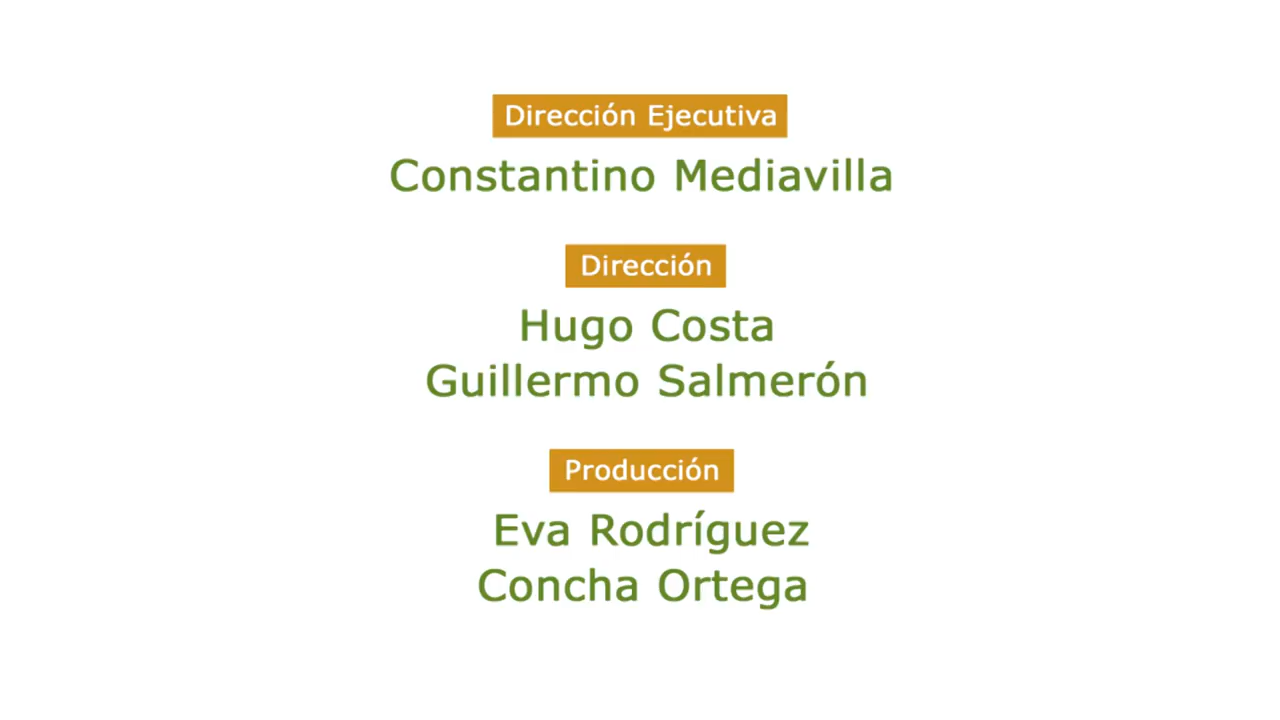 Dirección Ejecutiva
Constantino Mediavilla
Dirección
Hugo Costa
Guillermo Salmerón
Producción
Eva Rodríguez
Concha Ortega